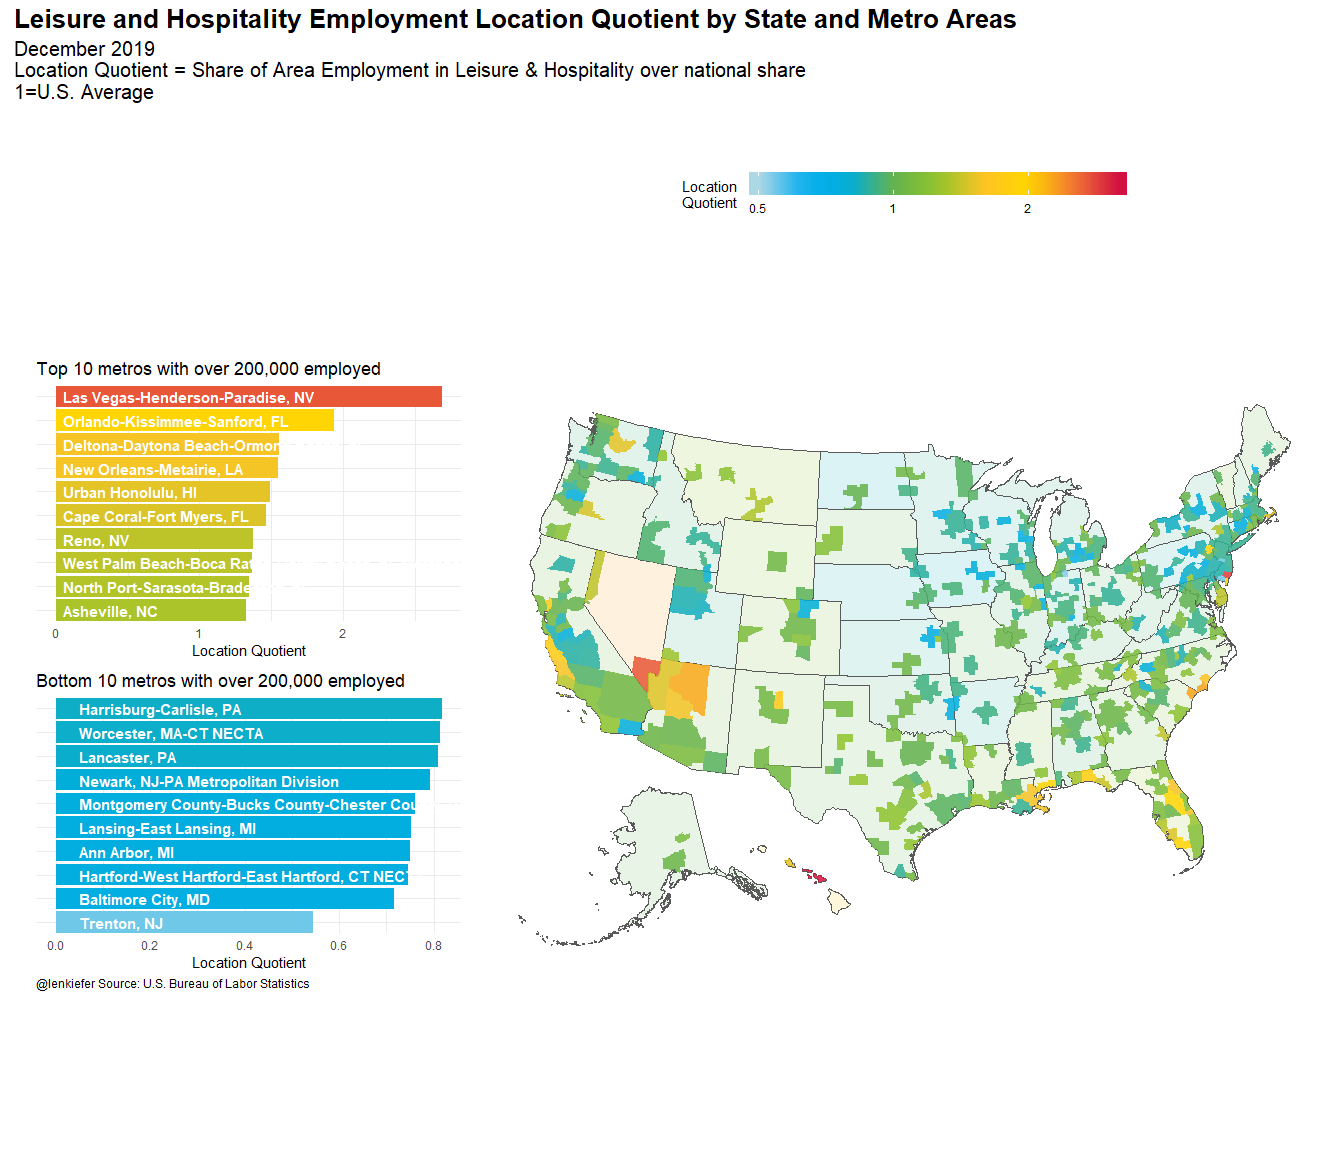 Leisure and Hospitality Employment Location Quotient by State and Metro Areas
December 2019
Location Quotient = Share of Area Employment in Leisure & Hospitality over national share
1=U.S. Average
Location
Quotient
0.5 1 2
Top 10 metros with over 200,000 employed
Las Vegas-Henderson-Paradise, NV
Orlando-Kissimmee-Sanford, FL
Deltona-Daytona Beach-Ormon
New Orleans-Metairie, LA
Urban Honolulu, HI
Cape Coral-Fort Myers, FL
Reno, NV
West Palm Beach-Boca Rat
North Port-Sarasota-Brade
Asheville, NC
0 1 2
Location Quotient
Bottom 10 metros with over 200,000 employed
Harrisburg-Carlisle, PA
Worcester, MA-CT NECTA
Lancaster, PA
Newark, NJ-PA Metropolitan Division
Montgomery County-Bucks County-Chester Cou
Lansing-East Lansing, MI
Ann Arbor, MI
Hartford-West Hartford-East Hartford, CT NECT
Baltimore City, MD
Trenton, NJ
0.0 0.2 0.4 0.6 0.8
Location Quotient
@lenkiefer Source: U.S. Bureau of Labor Statistics